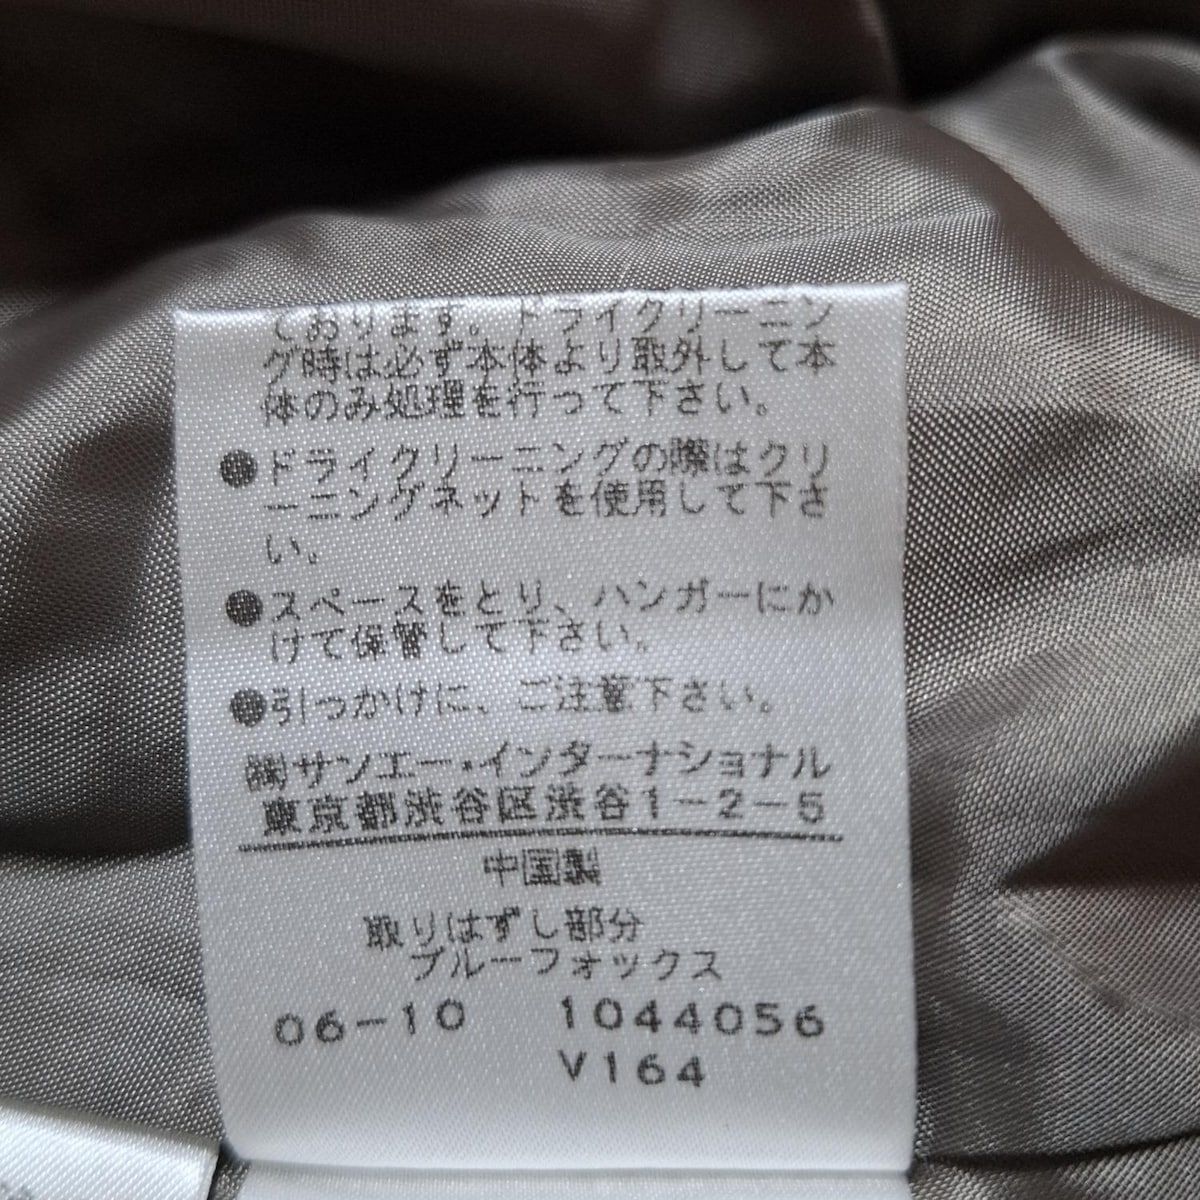 ております。ドライクリーニン
グ時は必ず本体より取外して本
体のみ処理を行って下さい。
●ドライクリーニングの際はクリ
ーニングネットを使用して下さ
い。
●スペースをとり、ハンガーにか
けて保管して下さい。
●引っかけに、ご注意下さい。
㈱サンエー・インターナショナル
東京都渋谷区渋谷1-2-5
中国製
取りはずし部分
ブルーフォックス
06-10 1044056
V164